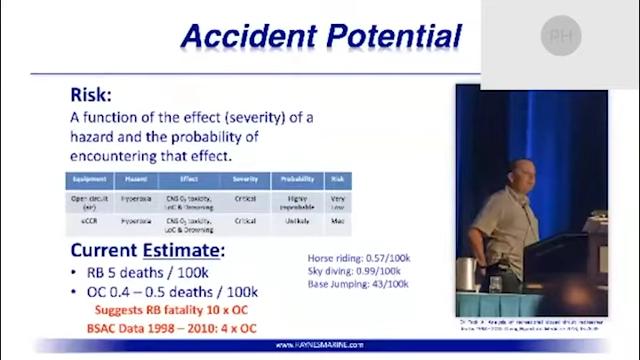 Accident Potential
PH
Risk:
A function of the effect (severity) of a
hazard and the probability of
encountering that effect.
Equipment Hazard Effect Severity Probability Risk
Open circuit (air) Hyperoxia CNS O₂ toxicity, LoC & Drowning Critical Highly Improbable Very Low
eCCR Hyperoxia CNS O₂ toxicity, LoC & Drowning Critical Unlikely
Current Estimate:
• RB 5 deaths / 100k
• OC 0.4 – 0.5 deaths / 100k
Suggests RB fatality 10 x OC
BSAC Data 1998 – 2010: 4 x OC
Horse riding: 0.57/100k
Sky diving: 0.99/100k
Base Jumping: 43/100k
www.HAYNESMARINE.com